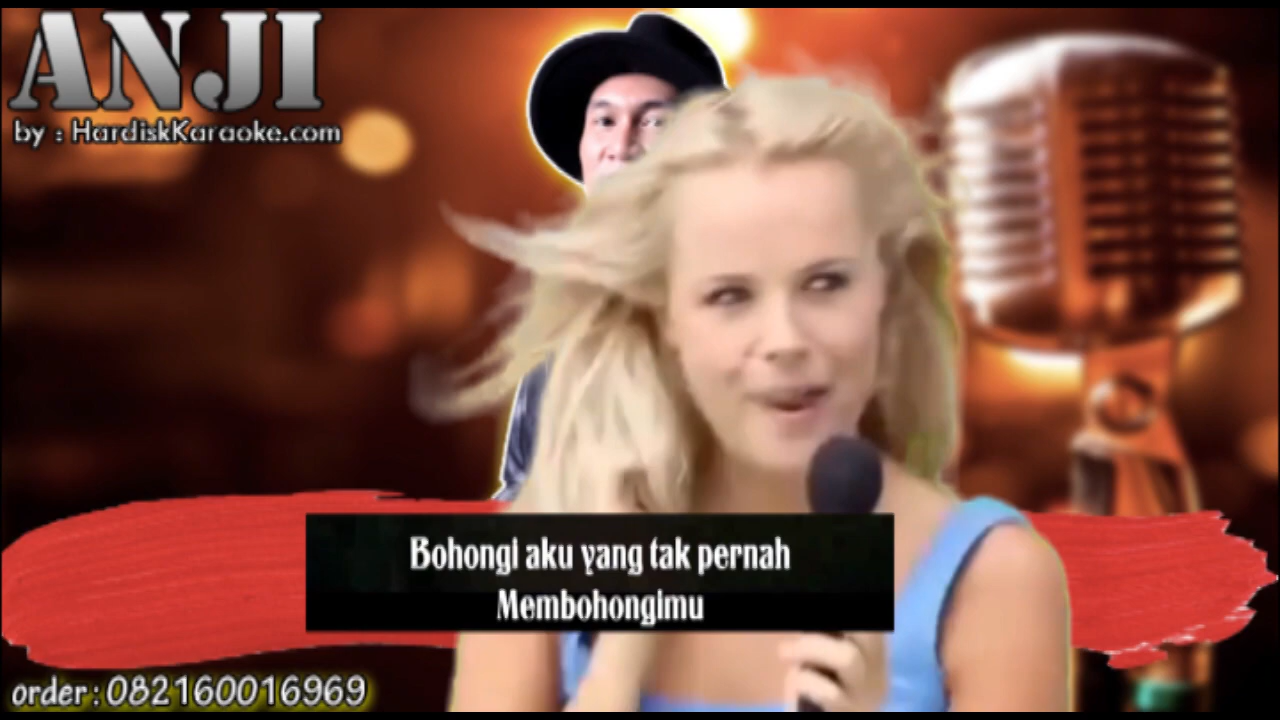 ANJI
by : HardiskKaraoke.com
Bohongi aku yang tak pernah
Membohongimu
order : 082160016969